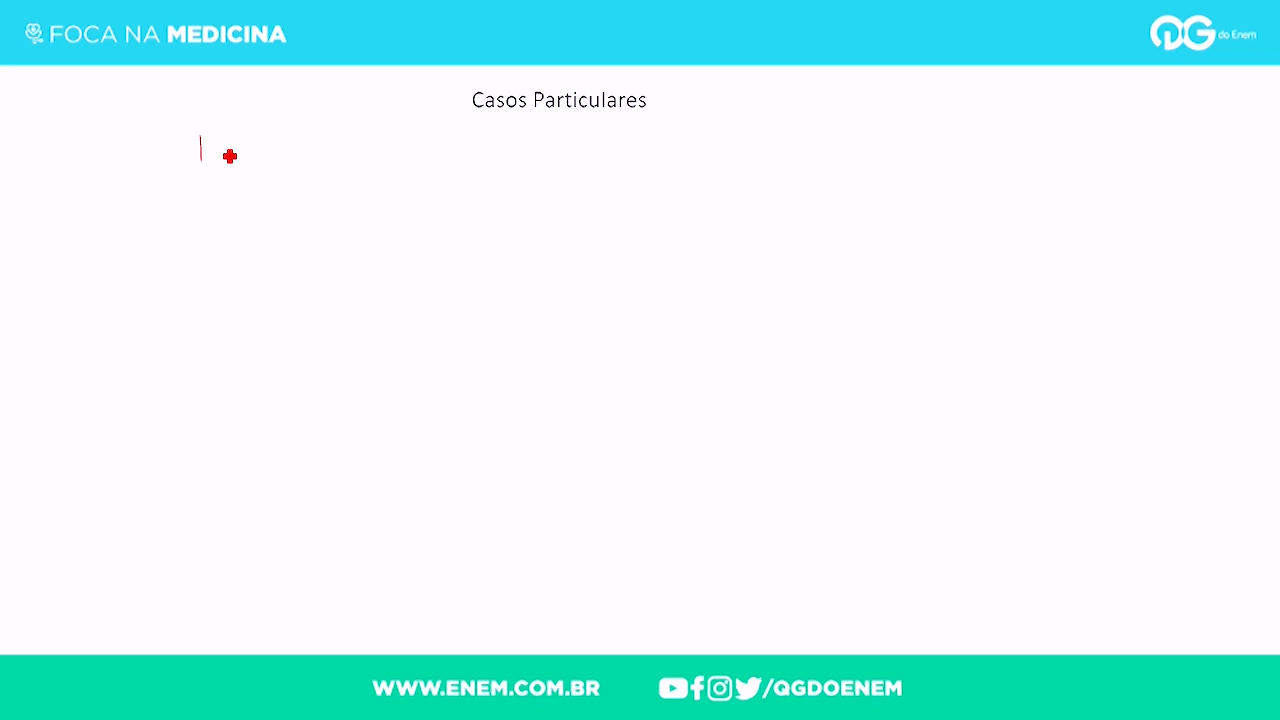 FOCA NA MEDICINA
QG do Enem
Casos Particulares
WWW.ENEM.COM.BR /QGDOENEM